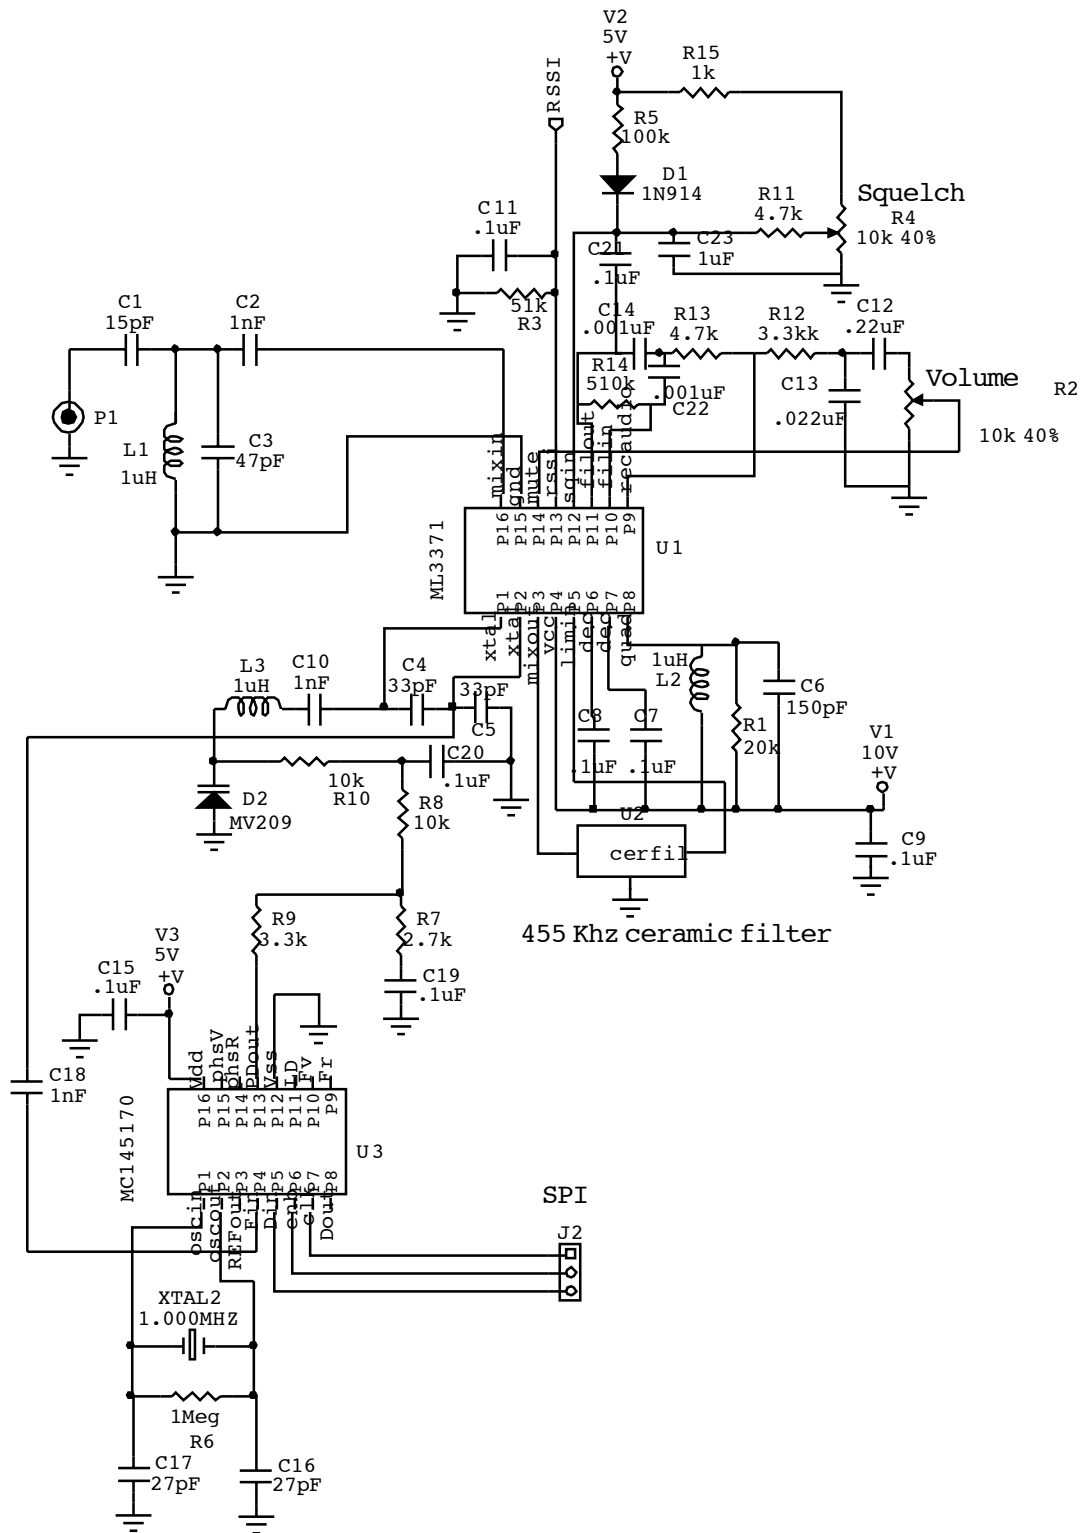 V2
5V
+V
RSSI
R15
1k
R5
100k
D1
1N914
R11
4.7k
Squelch
R4
10k 40%
C11
.1uF
C21
.1uF
C23
1uF
51k
R3
C1
15pF
C2
1nF
C14
.001uF
R13
4.7k
R12
3.3kk
C12
.22uF
R14
510k
.001uF
C22
C13
.022uF
Volume
R2
10k 40%
P1
L1
1uH
C3
47pF
mixin
gnd
mute
rssi
sqin
filout
filin
recaudio
P16
P15
P14
P13
P12
P11
P10
P9
ML3371
U1
P1
P2
P3
P4
P5
P6
P7
P8
xtal
xtal
mixout
vcc
limin
dec
dec
quad
L3
1uH
C10
1nF
C4
33pF
33pF
C5
1uH
L2
C6
150pF
R1
20k
C8
.1uF
C7
.1uF
V1
10V
+V
C20
.1uF
10k
R10
D2
MV209
R8
10k
U2
cerfil
C9
.1uF
455 Khz ceramic filter
R9
3.3k
R7
2.7k
V3
5V
+V
C15
.1uF
C19
.1uF
Vdd
phsV
phsR
PDout
Vss
LD
Fv
Fr
C18
1nF
P16
P15
P14
P13
P12
P11
P10
P9
MC145170
U3
P1
P2
P3
P4
P5
P6
P7
P8
oscin
oscout
REFout
Fin
Din
enb
clk
Dout
SPI
J2
XTAL2
1.000MHZ
1Meg
R6
C17
27pF
C16
27pF